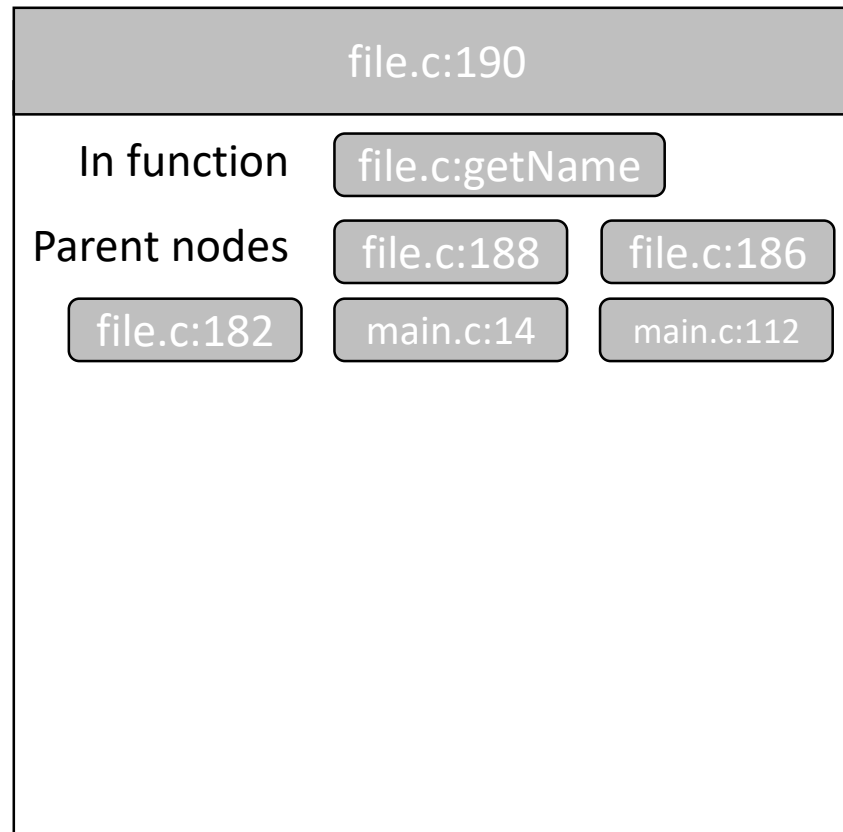 file.c:190
In function file.c:getName
Parent nodes file.c:188 file.c:186
file.c:182 main.c:14 main.c:112